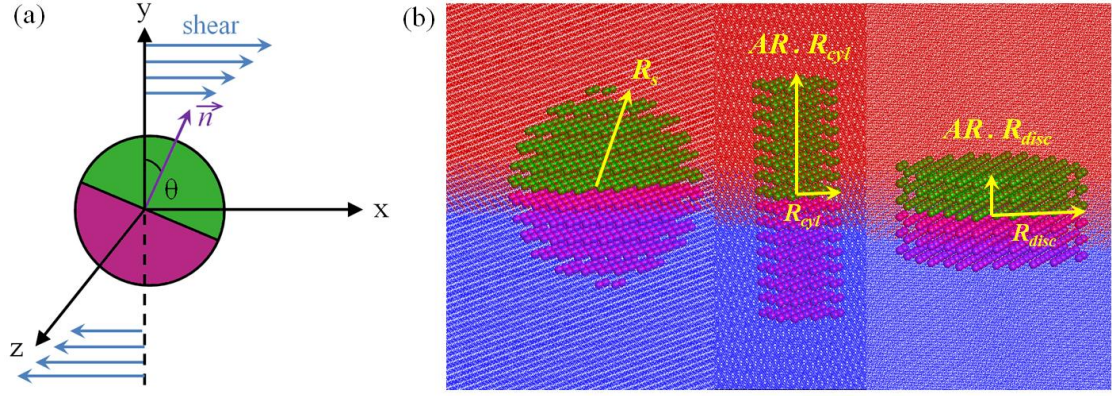 (a)
y
shear
n
θ
x
z
(b)
R_s
AR . R_cyl
R_cyl
AR . R_disc
R_disc